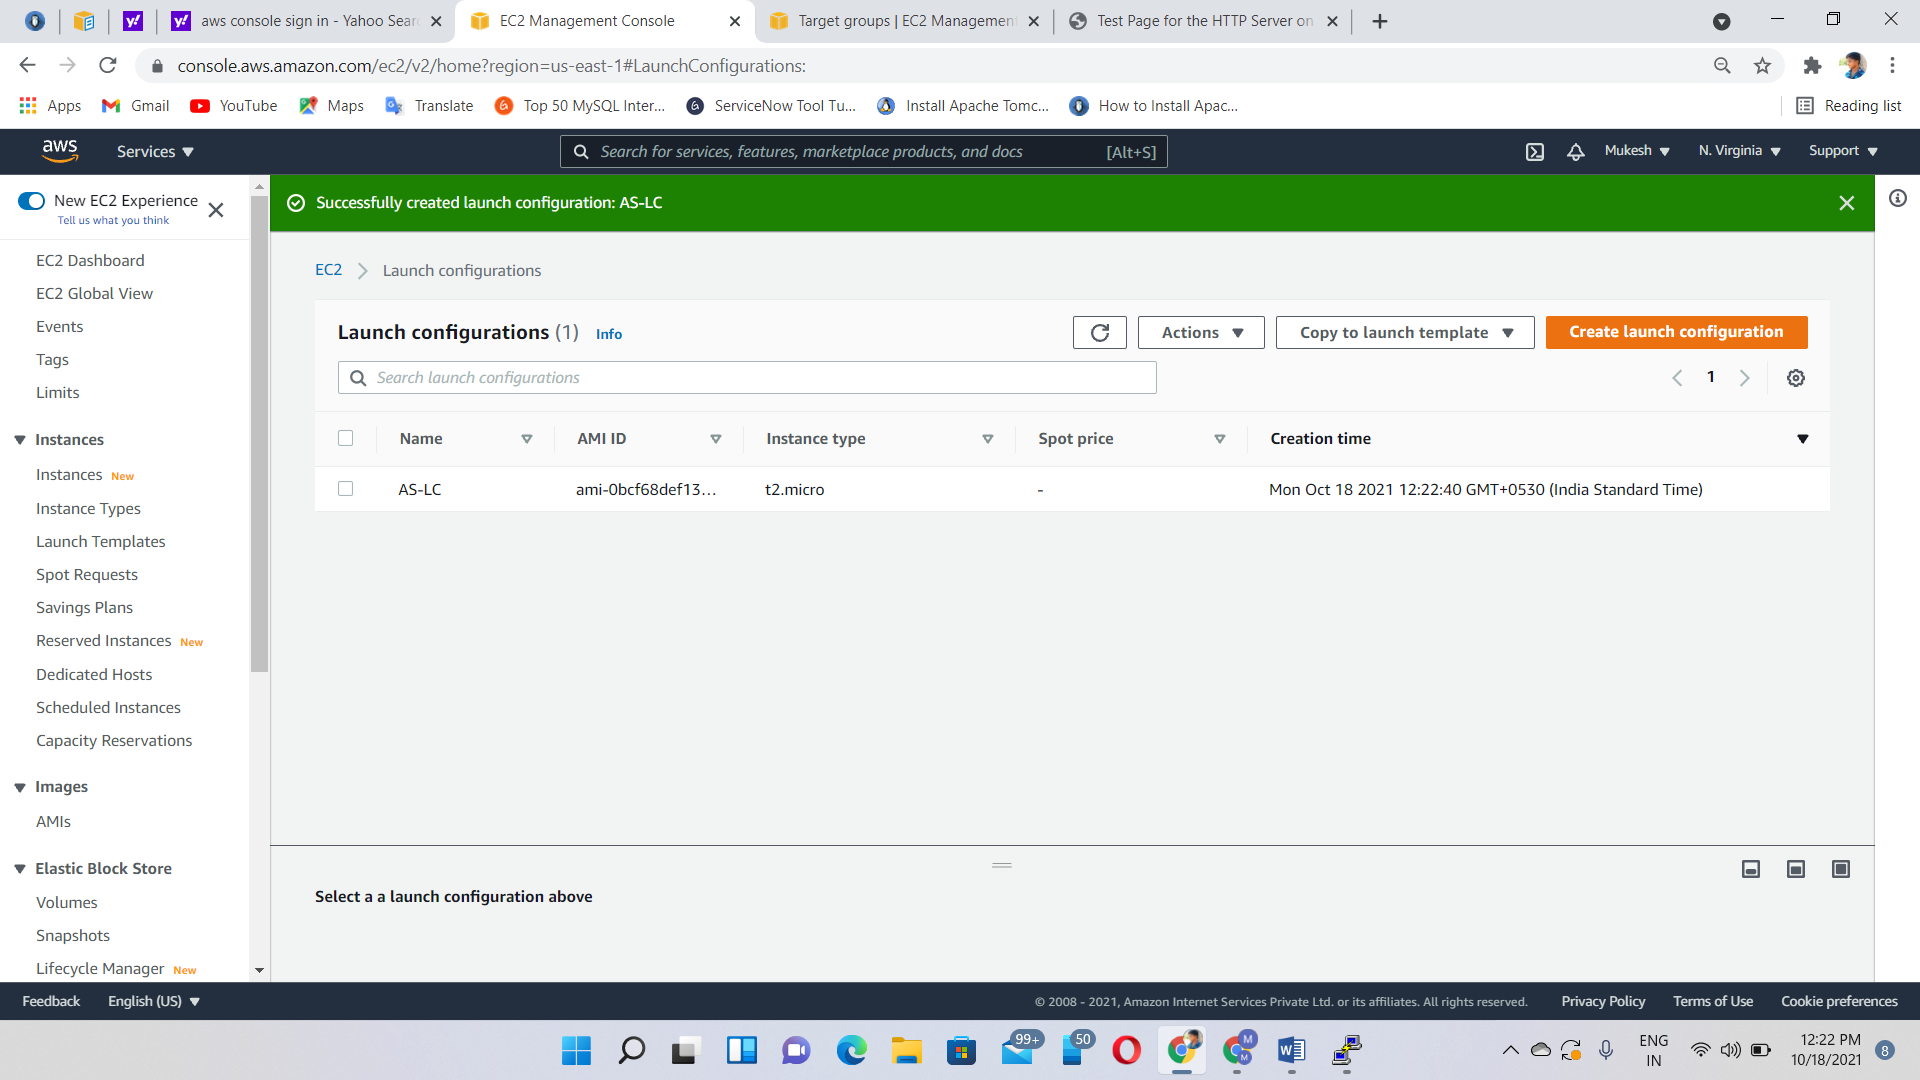 aws console sign in - Yahoo Sear
EC2 Management Console
Target groups | EC2 Management
Test Page for the HTTP Server on
console.aws.amazon.com/ec2/v2/home?region=us-east-1#LaunchConfigurations:
Apps
Gmail
YouTube
Maps
Translate
Top 50 MySQL Inter...
ServiceNow Tool Tu...
Install Apache Tomc...
How to Install Apac...
Reading list
aws
Services
Search for services, features, marketplace products, and docs
[Alt+S]
Mukesh
N. Virginia
Support
New EC2 Experience
Tell us what you think
EC2 Dashboard
EC2 Global View
Events
Tags
Limits
Instances
Instances New
Instance Types
Launch Templates
Spot Requests
Savings Plans
Reserved Instances New
Dedicated Hosts
Scheduled Instances
Capacity Reservations
Images
AMIs
Elastic Block Store
Volumes
Snapshots
Lifecycle Manager New
Successfully created launch configuration: AS-LC
EC2 > Launch configurations
Launch configurations (1) Info
Actions
Copy to launch template
Create launch configuration
Search launch configurations
1
Name
AMI ID
Instance type
Spot price
Creation time
AS-LC
ami-0bcf68def13...
t2.micro
-
Mon Oct 18 2021 12:22:40 GMT+0530 (India Standard Time)
Select a a launch configuration above
Feedback
English (US)
© 2008 - 2021, Amazon Internet Services Private Ltd. or its affiliates. All rights reserved.
Privacy Policy
Terms of Use
Cookie preferences
99+
50
M
M
ENG
IN
12:22 PM
10/18/2021
8